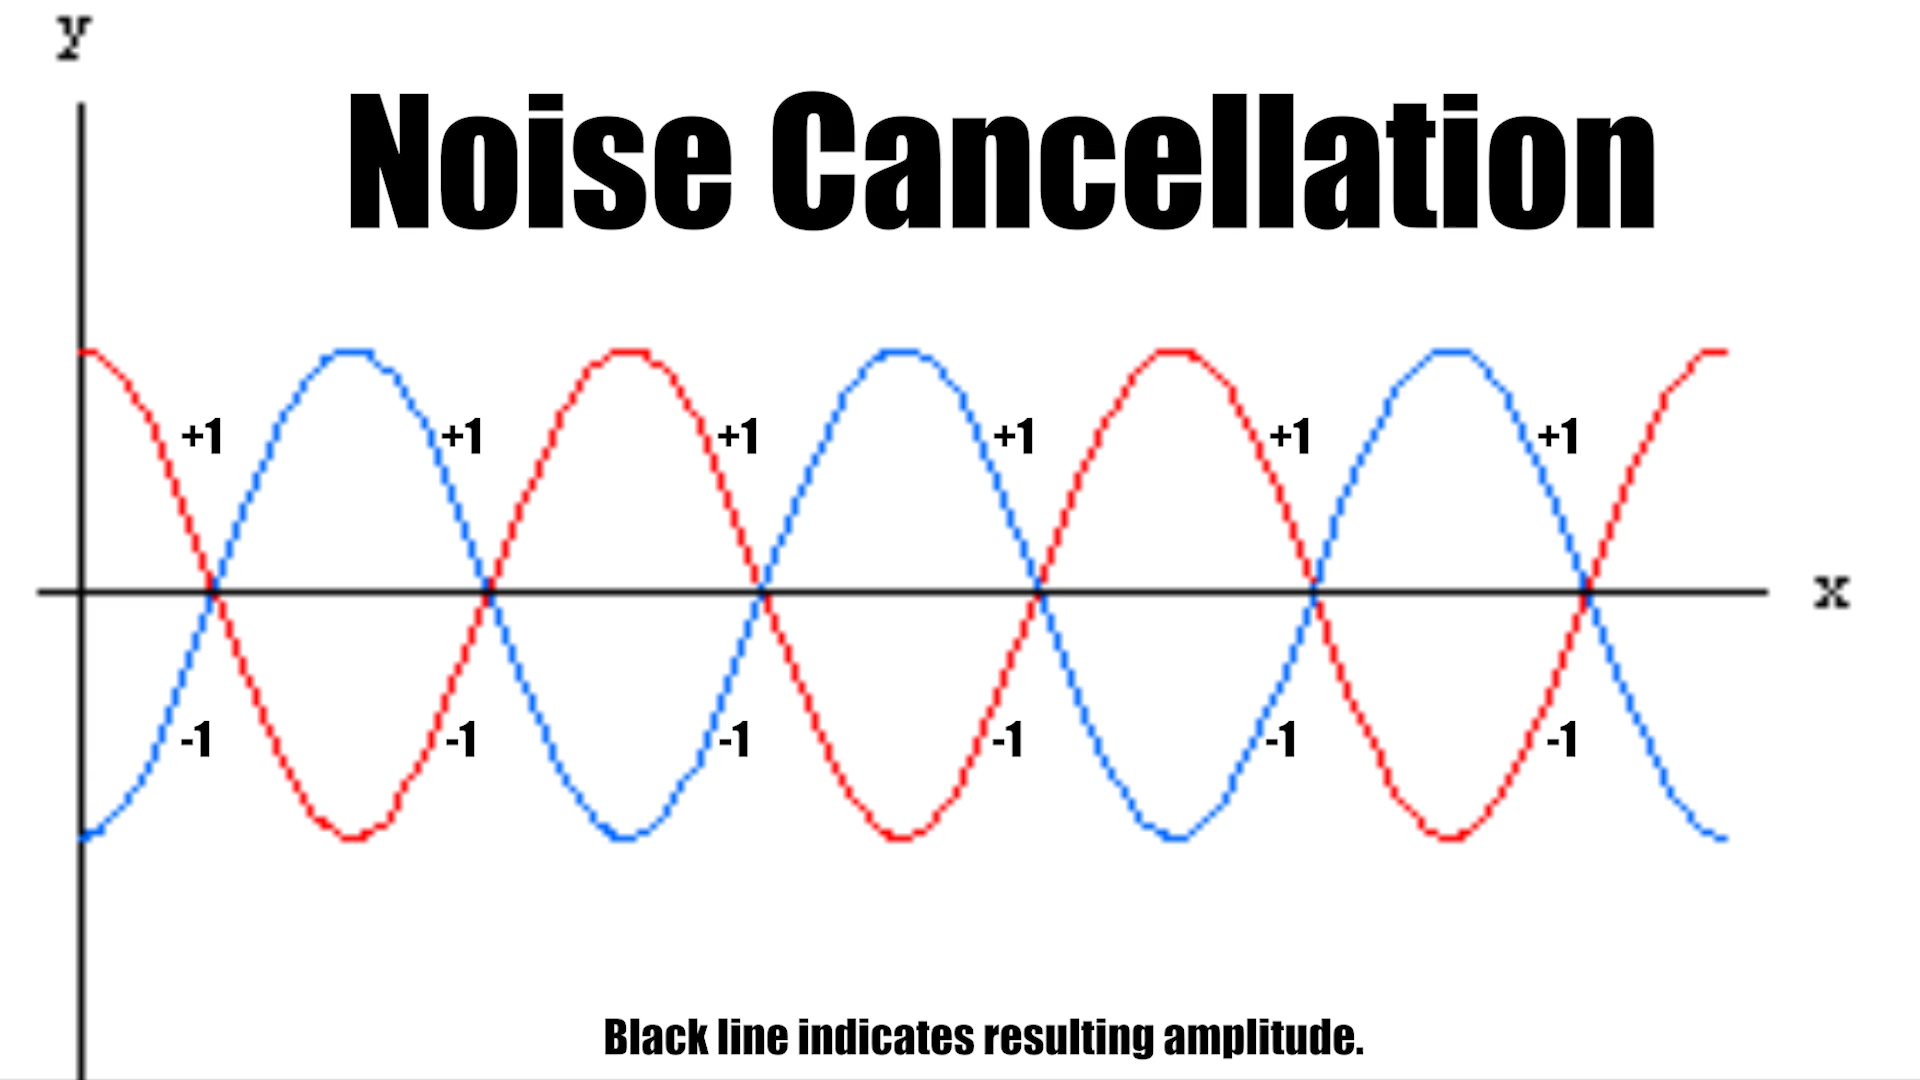 y
Noise Cancellation
+1 +1 +1 +1 +1 +1
x
-1 -1 -1 -1 -1 -1
Black line indicates resulting amplitude.